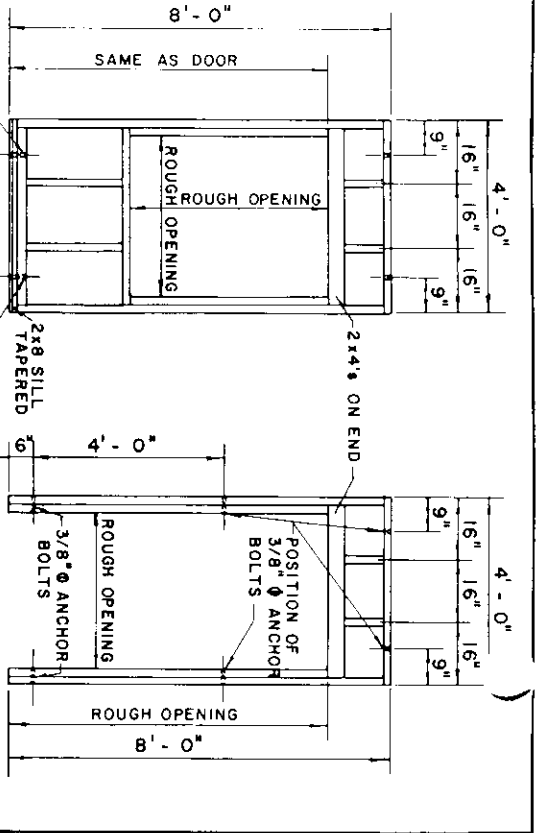 8'-0"
SAME AS DOOR
4'-0"
16"
16"
16"
9"
9"
ROUGH OPENING
ROUGH OPENING
2x4's ON END
2x8 SILL
TAPERED
6"
4'-0"
4'-0"
16"
16"
16"
9"
9"
POSITION OF
3/8" Φ ANCHOR
BOLTS
ROUGH OPENING
3/8" Φ ANCHOR
BOLTS
ROUGH OPENING
8'-0"